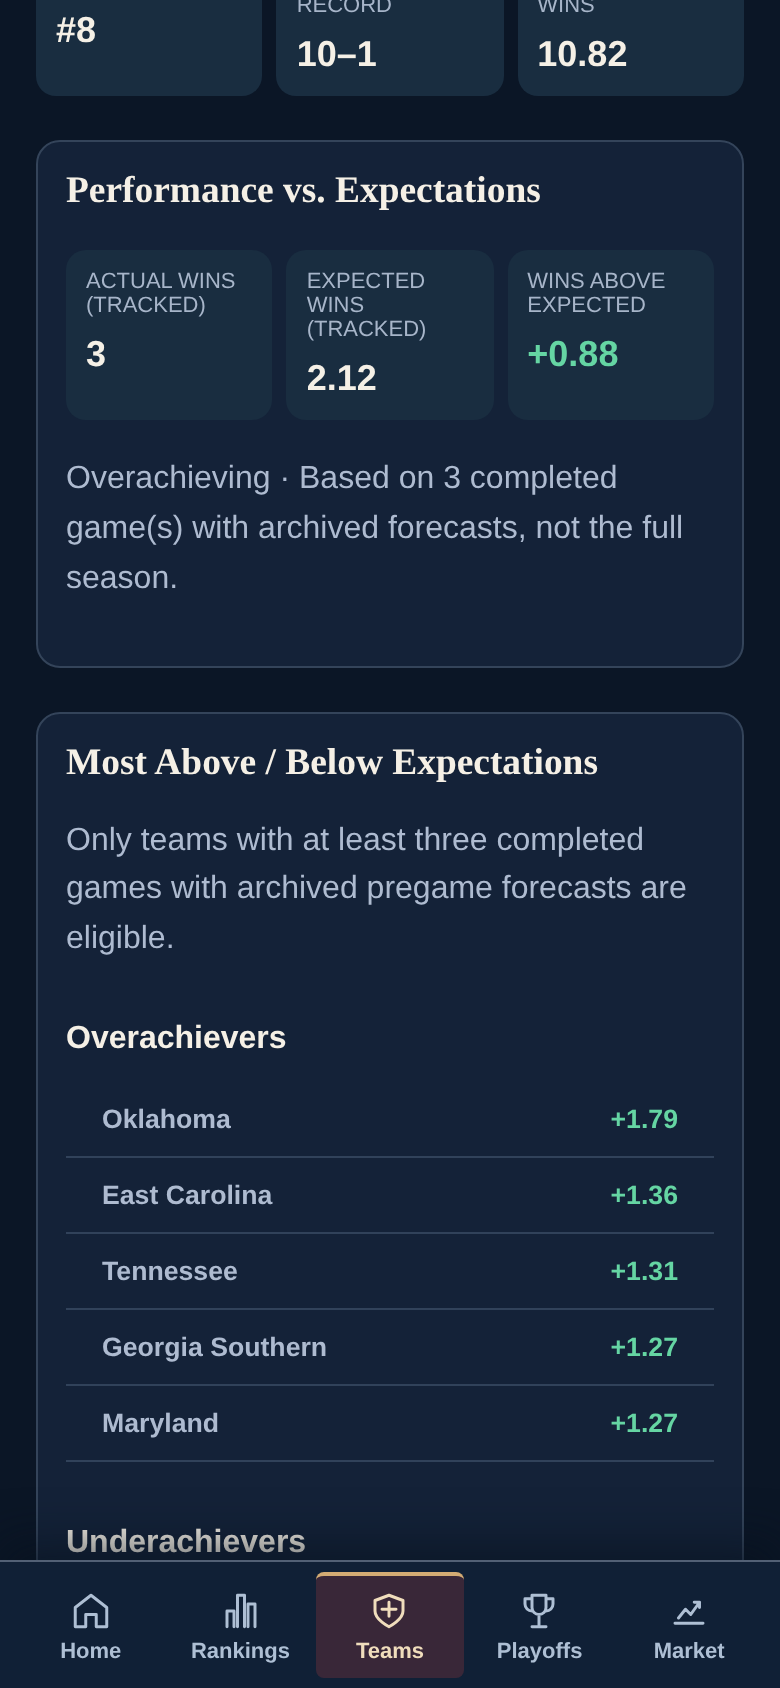 RECORD
WINS
#8
10–1
10.82
Performance vs. Expectations
ACTUAL WINS
(TRACKED)
3
EXPECTED
WINS
(TRACKED)
2.12
WINS ABOVE
EXPECTED
+0.88
Overachieving · Based on 3 completed
game(s) with archived forecasts, not the full
season.
Most Above / Below Expectations
Only teams with at least three completed
games with archived pregame forecasts are
eligible.
Overachievers
Oklahoma +1.79
East Carolina +1.36
Tennessee +1.31
Georgia Southern +1.27
Maryland +1.27
Underachievers
Home Rankings Teams Playoffs Market